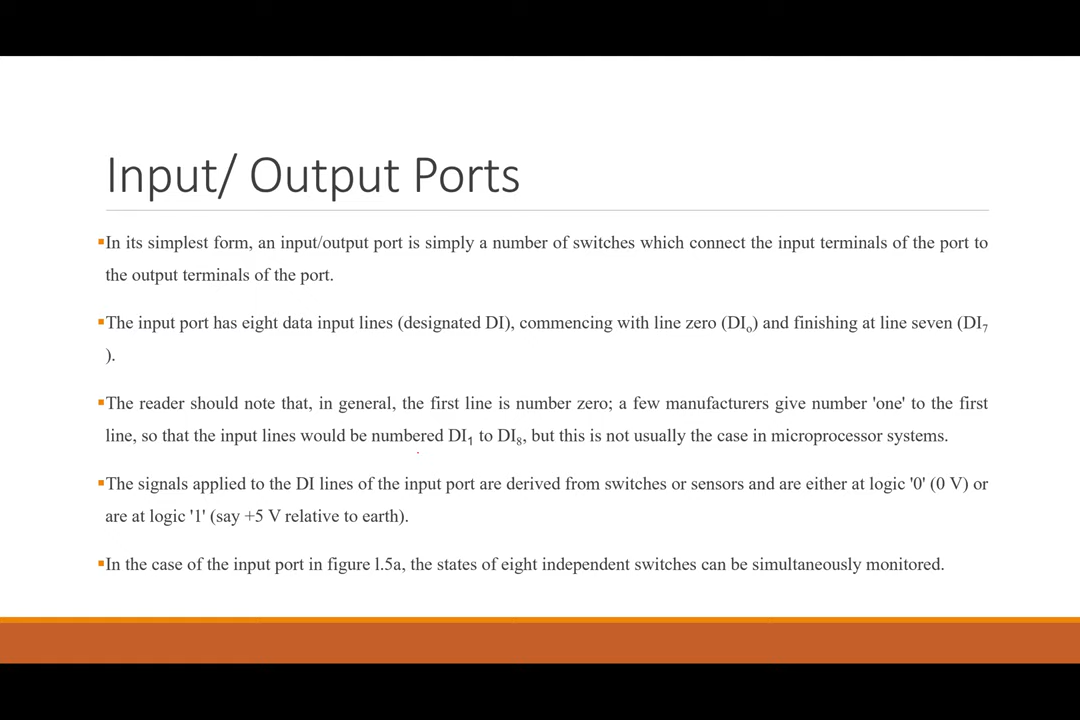 Input/ Output Ports
▪In its simplest form, an input/output port is simply a number of switches which connect the input terminals of the port to
the output terminals of the port.
▪The input port has eight data input lines (designated DI), commencing with line zero (DIₒ) and finishing at line seven (DI₇
).
▪The reader should note that, in general, the first line is number zero; a few manufacturers give number 'one' to the first
line, so that the input lines would be numbered DI₁ to DI₈, but this is not usually the case in microprocessor systems.
▪The signals applied to the DI lines of the input port are derived from switches or sensors and are either at logic '0' (0 V) or
are at logic '1' (say +5 V relative to earth).
▪In the case of the input port in figure l.5a, the states of eight independent switches can be simultaneously monitored.